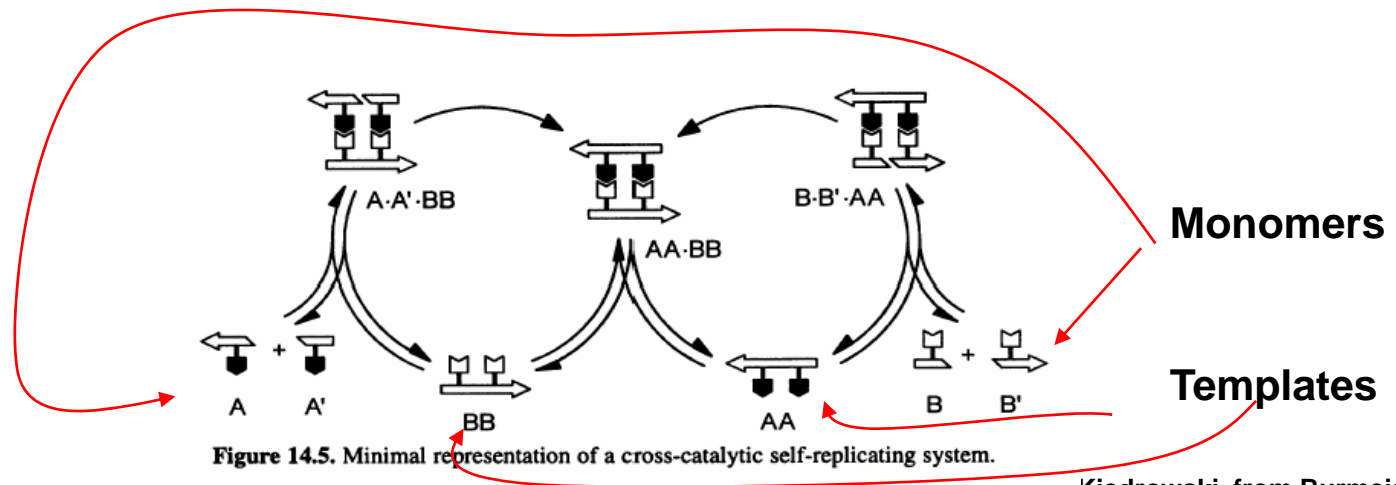 A·A'·BB
B·B'·AA
AA·BB
Monomers
+
+
A
A'
BB
AA
B
B'
Templates
Figure 14.5. Minimal representation of a cross-catalytic self-replicating system.